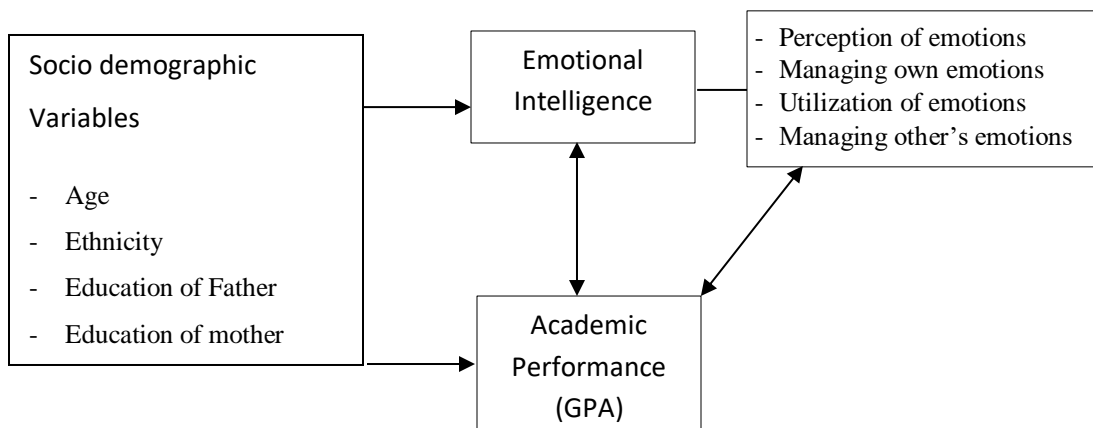 Socio demographic
Variables
- Age
- Ethnicity
- Education of Father
- Education of mother
Emotional
Intelligence
- Perception of emotions
- Managing own emotions
- Utilization of emotions
- Managing other’s emotions
Academic
Performance
(GPA)